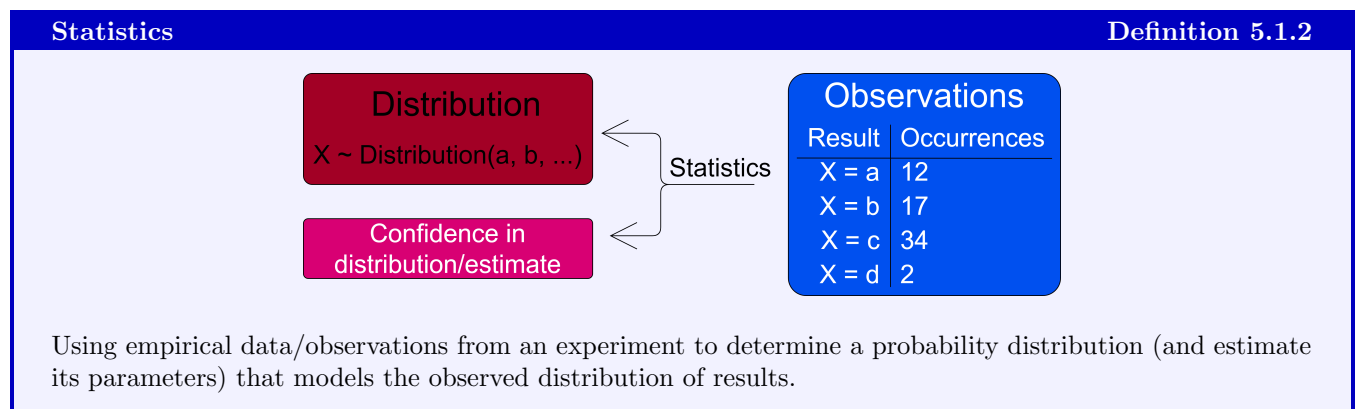 Statistics Definition 5.1.2
Distribution
X ~ Distribution(a, b, ...)
Statistics
Confidence in
distribution/estimate
Observations
Result Occurrences
X = a 12
X = b 17
X = c 34
X = d 2
Using empirical data/observations from an experiment to determine a probability distribution (and estimate
its parameters) that models the observed distribution of results.